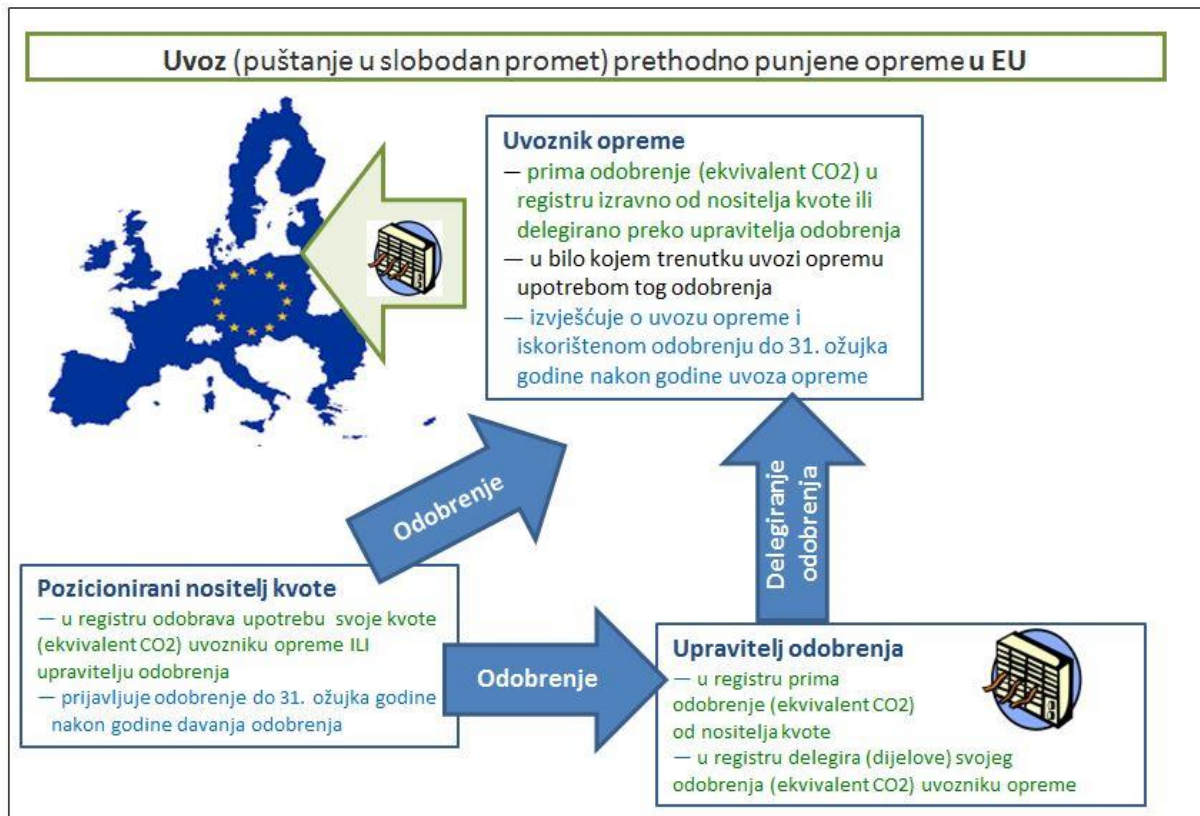 Uvoz (puštanje u slobodan promet) prethodno punjene opreme u EU
Uvoznik opreme
— prima odobrenje (ekvivalent CO2) u
registru izravno od nositelja kvote ili
delegirano preko upravitelja odobrenja
— u bilo kojem trenutku uvozi opremu
upotrebom tog odobrenja
— izvješćuje o uvozu opreme i
iskorištenom odobrenju do 31. ožujka
godine nakon godine uvoza opreme
Odobrenje
Delegiranje
odobrenja
Pozicionirani nositelj kvote
— u registru odobrava upotrebu svoje kvote
(ekvivalent CO2) uvozniku opreme ILI
upravitelju odobrenja
— prijavljuje odobrenje do 31. ožujka godine
nakon godine davanja odobrenja
Odobrenje
Upravitelj odobrenja
— u registru prima
odobrenje (ekvivalent CO2)
od nositelja kvote
— u registru delegira (dijelove) svojeg
odobrenja (ekvivalent CO2) uvozniku opreme